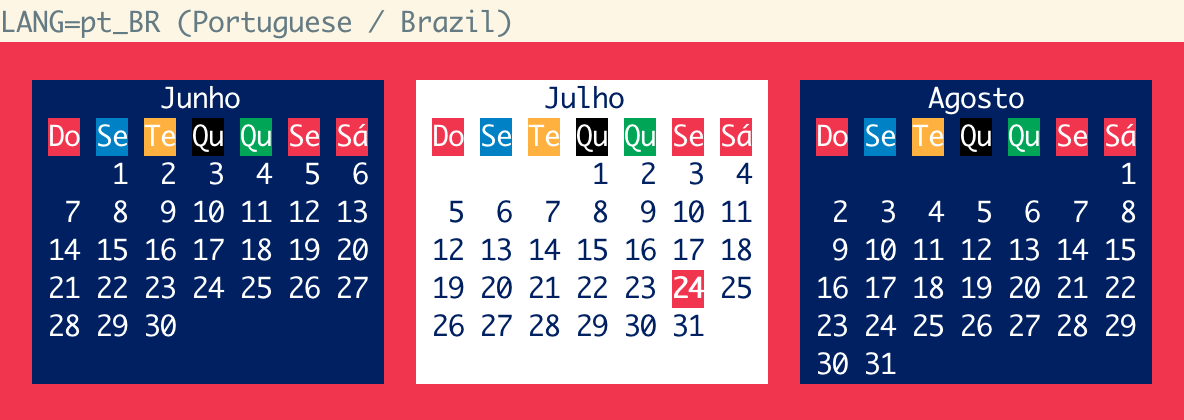 LANG=pt_BR (Portuguese / Brazil)
Junho
Do Se Te Qu Qu Se Sá
1 2 3 4 5 6
7 8 9 10 11 12 13
14 15 16 17 18 19 20
21 22 23 24 25 26 27
28 29 30
Julho
Do Se Te Qu Qu Se Sá
1 2 3 4
5 6 7 8 9 10 11
12 13 14 15 16 17 18
19 20 21 22 23 24 25
26 27 28 29 30 31
Agosto
Do Se Te Qu Qu Se Sá
1
2 3 4 5 6 7 8
9 10 11 12 13 14 15
16 17 18 19 20 21 22
23 24 25 26 27 28 29
30 31